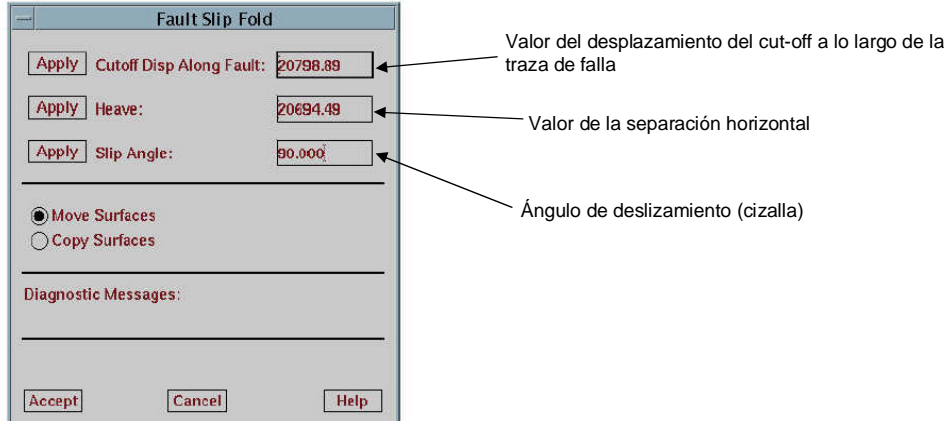 Fault Slip Fold
Apply Cutoff Disp Along Fault: 20798.89
Apply Heave: 20694.49
Apply Slip Angle: 90.000
Move Surfaces
Copy Surfaces
Diagnostic Messages:
Accept Cancel Help
Valor del desplazamiento del cut-off a lo largo de la
traza de falla
Valor de la separación horizontal
Ángulo de deslizamiento (cizalla)